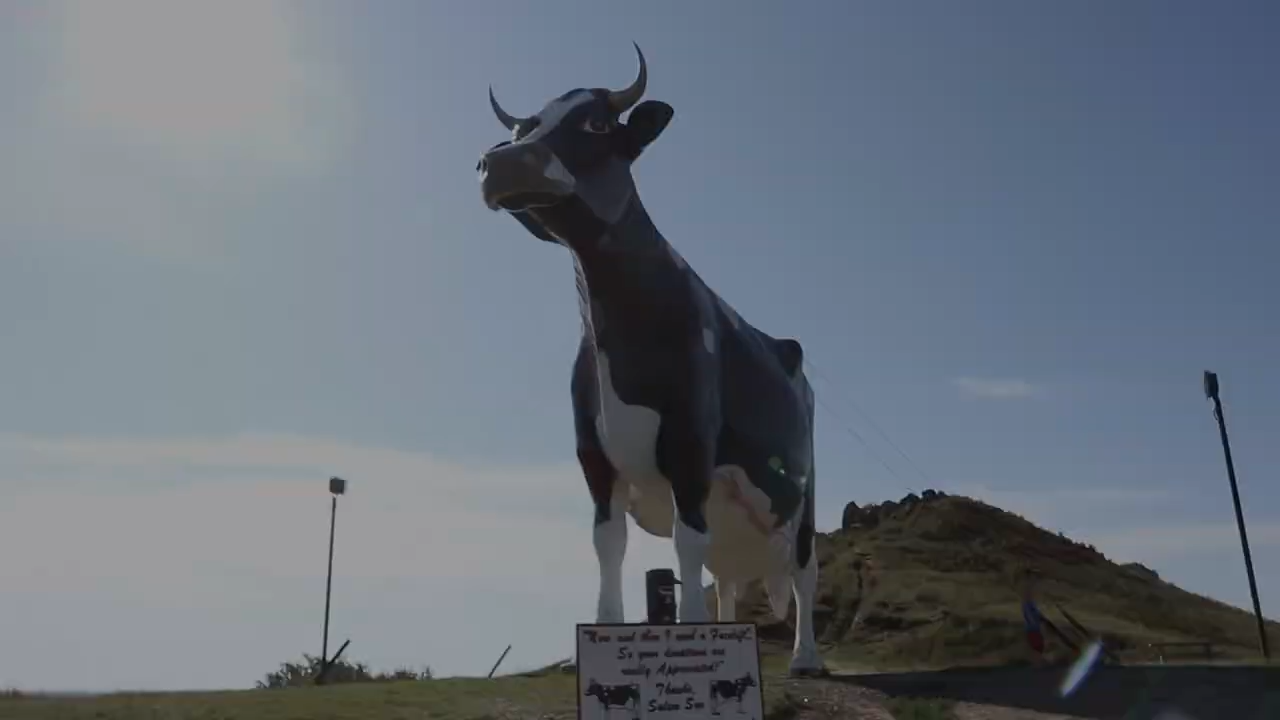 "Now and then I need a Facelift".
So your donations are
really Appreciated!"
Thanks,
Salem Sue